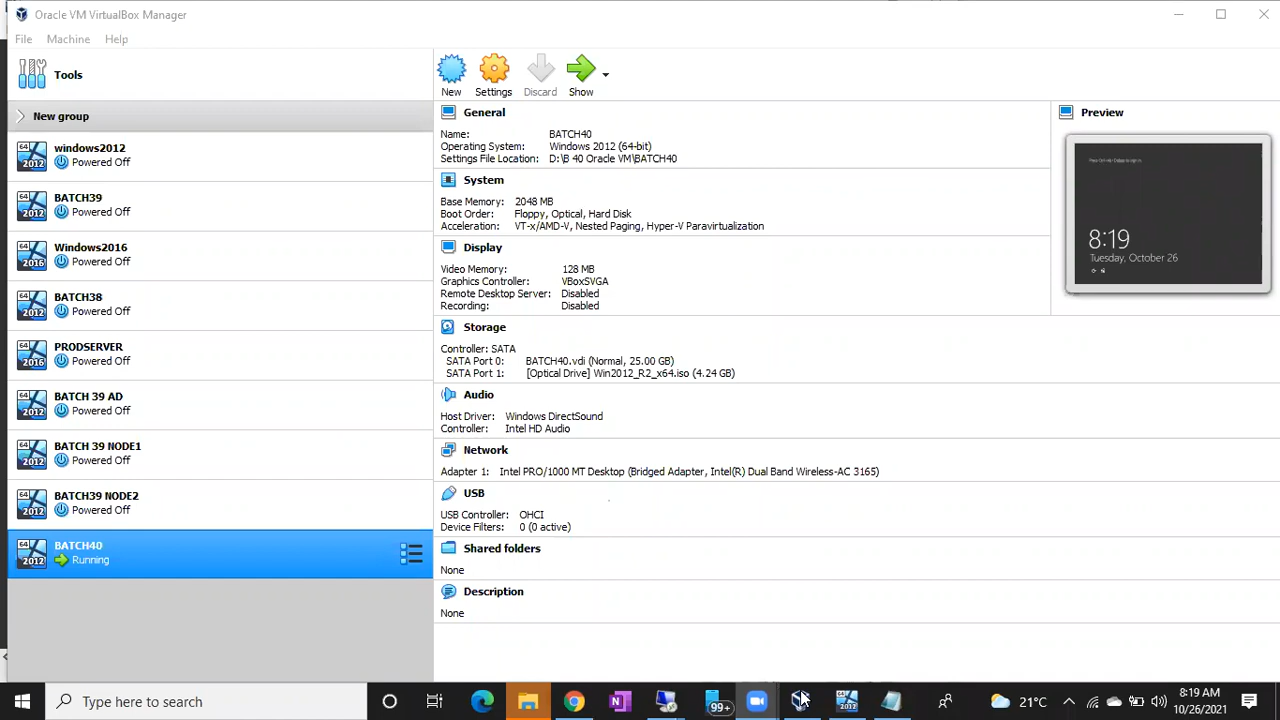 Oracle VM VirtualBox Manager
File Machine Help
Tools
New group
windows2012
Powered Off
BATCH39
Powered Off
Windows2016
Powered Off
BATCH38
Powered Off
PRODSERVER
Powered Off
BATCH 39 AD
Powered Off
BATCH 39 NODE1
Powered Off
BATCH39 NODE2
Powered Off
BATCH40
Running
New Settings Discard Show
General
Name: BATCH40
Operating System: Windows 2012 (64-bit)
Settings File Location: D:\B 40 Oracle VM\BATCH40
System
Base Memory: 2048 MB
Boot Order: Floppy, Optical, Hard Disk
Acceleration: VT-x/AMD-V, Nested Paging, Hyper-V Paravirtualization
Display
Video Memory: 128 MB
Graphics Controller: VBoxSVGA
Remote Desktop Server: Disabled
Recording: Disabled
Storage
Controller: SATA
SATA Port 0: BATCH40.vdi (Normal, 25.00 GB)
SATA Port 1: [Optical Drive] Win2012_R2_x64.iso (4.24 GB)
Audio
Host Driver: Windows DirectSound
Controller: Intel HD Audio
Network
Adapter 1: Intel PRO/1000 MT Desktop (Bridged Adapter, Intel(R) Dual Band Wireless-AC 3165)
USB
USB Controller: OHCI
Device Filters: 0 (0 active)
Shared folders
None
Description
None
Preview
8:19
Tuesday, October 26
Type here to search
99+
21°C
8:19 AM
10/26/2021